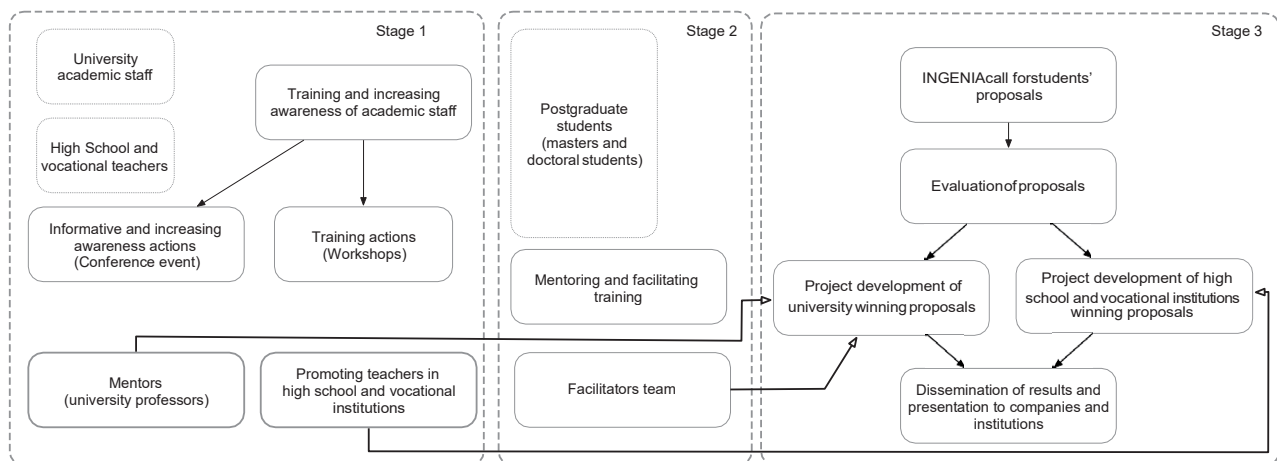 Stage 1
University
academic staff
Training and increasing
awareness of academic staff
High School and
vocational teachers
Informative and increasing
awareness actions
(Conference event)
Training actions
(Workshops)
Mentors
(university professors)
Promoting teachers in
high school and vocational
institutions
Stage 2
Postgraduate
students
(masters and
doctoral students)
Mentoring and facilitating
training
Facilitators team
Stage 3
INGENIAcall forstudents’
proposals
Evaluationof proposals
Project development of
university winning proposals
Project development of high
school and vocational institutions
winning proposals
Dissemination of results and
presentation to companies and
institutions